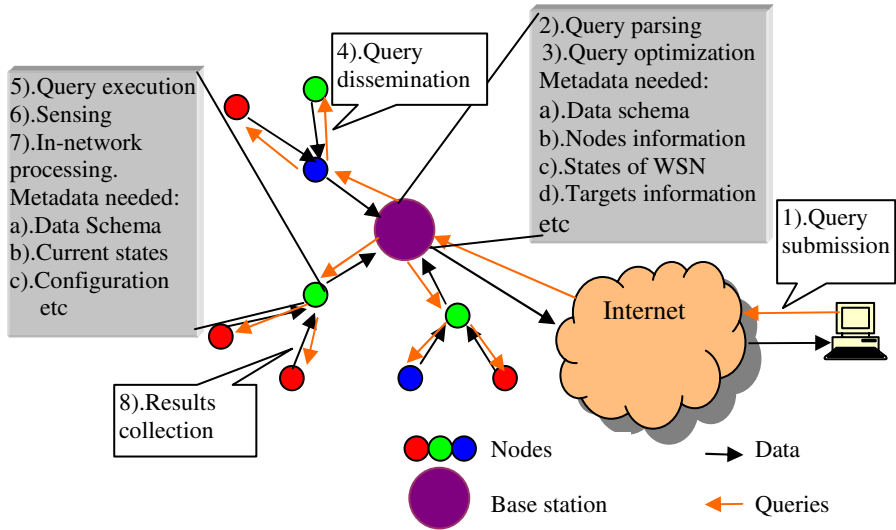 5).Query execution
6).Sensing
7).In-network
processing.
Metadata needed:
a).Data Schema
b).Current states
c).Configuration
etc
4).Query
dissemination
2).Query parsing
3).Query optimization
Metadata needed:
a).Data schema
b).Nodes information
c).States of WSN
d).Targets information
etc
1).Query
submission
Internet
8).Results
collection
Nodes
Data
Base station
Queries